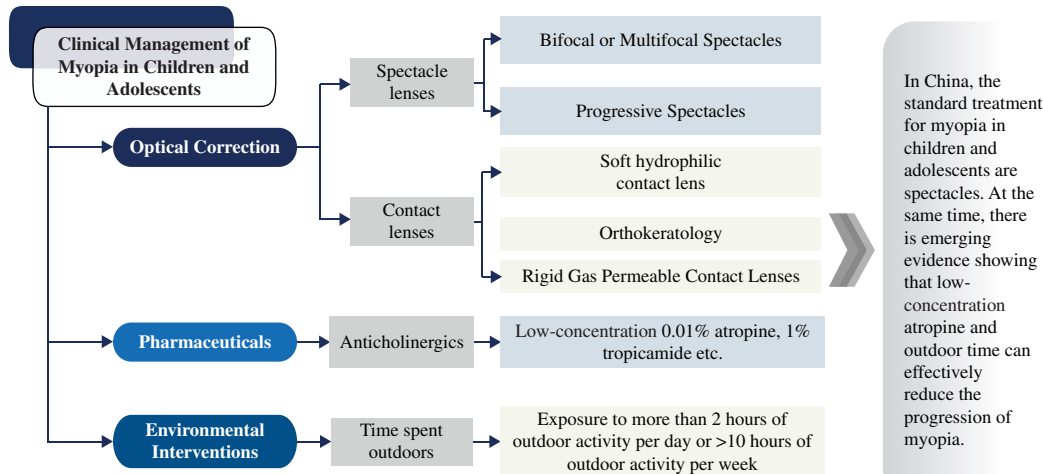 Clinical Management of
Myopia in Children and
Adolescents
Optical Correction
Spectacle
lenses
Bifocal or Multifocal Spectacles
Progressive Spectacles
Contact
lenses
Soft hydrophilic
contact lens
Orthokeratology
Rigid Gas Permeable Contact Lenses
Pharmaceuticals
Anticholinergics
Low-concentration 0.01% atropine, 1%
tropicamide etc.
Environmental
Interventions
Time spent
outdoors
Exposure to more than 2 hours of
outdoor activity per day or >10 hours of
outdoor activity per week
In China, the
standard treatment
for myopia in
children and
adolescents are
spectacles. At the
same time, there
is emerging
evidence showing
that low-
concentration
atropine and
outdoor time can
effectively
reduce the
progression of
myopia.